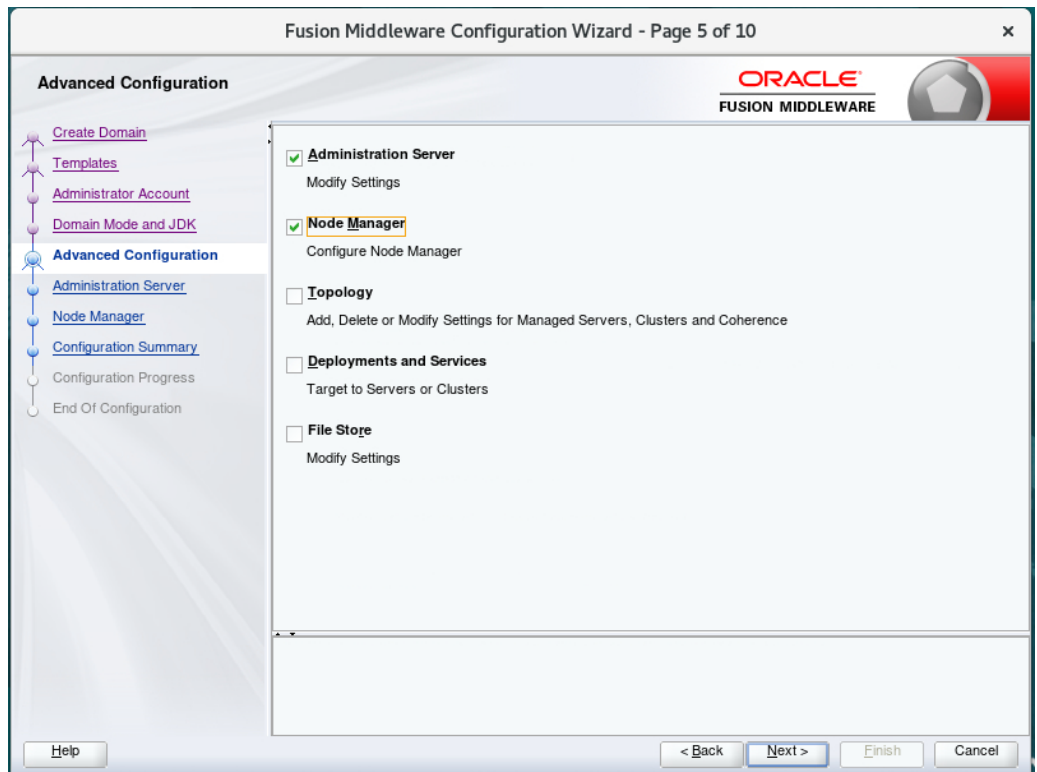 Fusion Middleware Configuration Wizard - Page 5 of 10
×
Advanced Configuration
ORACLE
FUSION MIDDLEWARE
Create Domain
Templates
Administrator Account
Domain Mode and JDK
Advanced Configuration
Administration Server
Node Manager
Configuration Summary
Configuration Progress
End Of Configuration
Administration Server
Modify Settings
Node Manager
Configure Node Manager
Topology
Add, Delete or Modify Settings for Managed Servers, Clusters and Coherence
Deployments and Services
Target to Servers or Clusters
File Store
Modify Settings
Help
< Back
Next >
Finish
Cancel